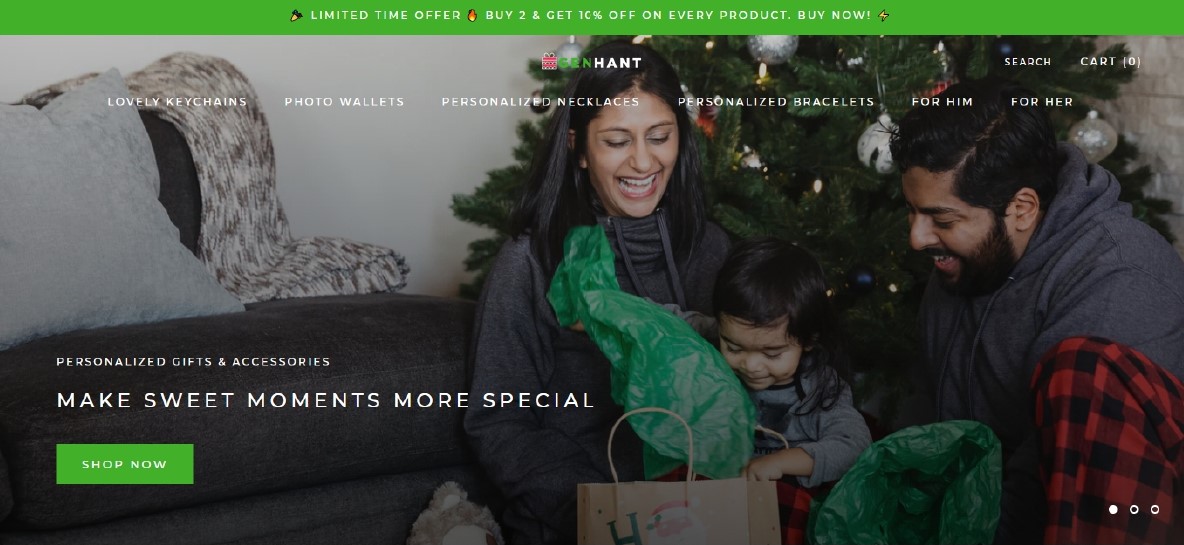 LIMITED TIME OFFER 🔥 BUY 2 & GET 10% OFF ON EVERY PRODUCT. BUY NOW! ⚡
GENHANT
SEARCH
CART (0)
LOVELY KEYCHAINS
PHOTO WALLETS
PERSONALIZED NECKLACES
PERSONALIZED BRACELETS
FOR HIM
FOR HER
PERSONALIZED GIFTS & ACCESSORIES
MAKE SWEET MOMENTS MORE SPECIAL
SHOP NOW
H